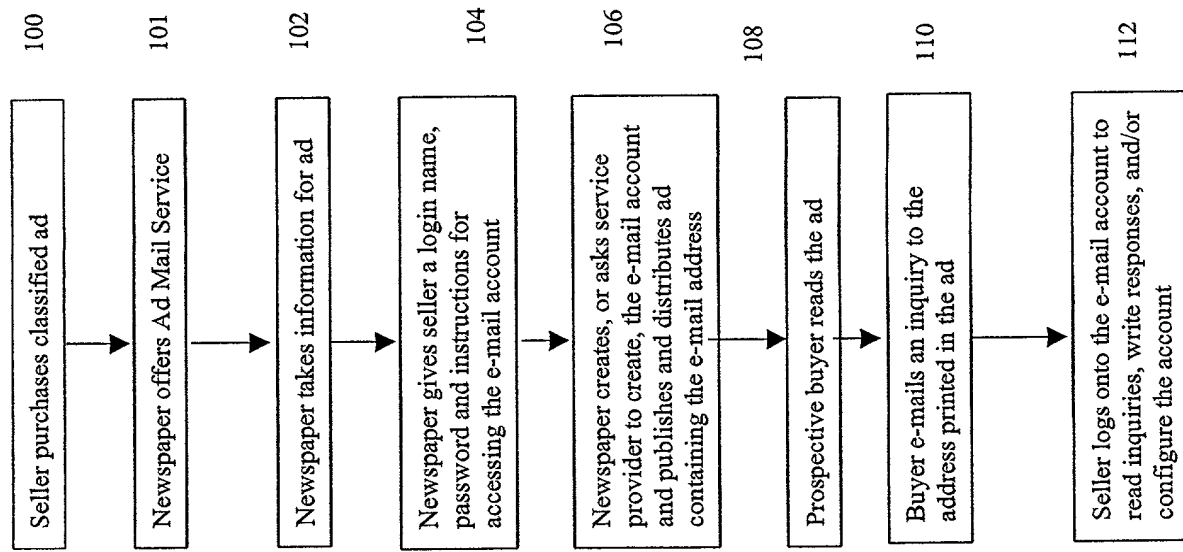 Seller purchases classified ad
100
Newspaper offers Ad Mail Service
101
Newspaper takes information for ad
102
Newspaper gives seller a login name,
password and instructions for
accessing the e-mail account
104
Newspaper creates, or asks service
provider to create, the e-mail account
and publishes and distributes ad
containing the e-mail address
106
Prospective buyer reads the ad
108
Buyer e-mails an inquiry to the
address printed in the ad
110
Seller logs onto the e-mail account to
read inquiries, write responses, and/or
configure the account
112